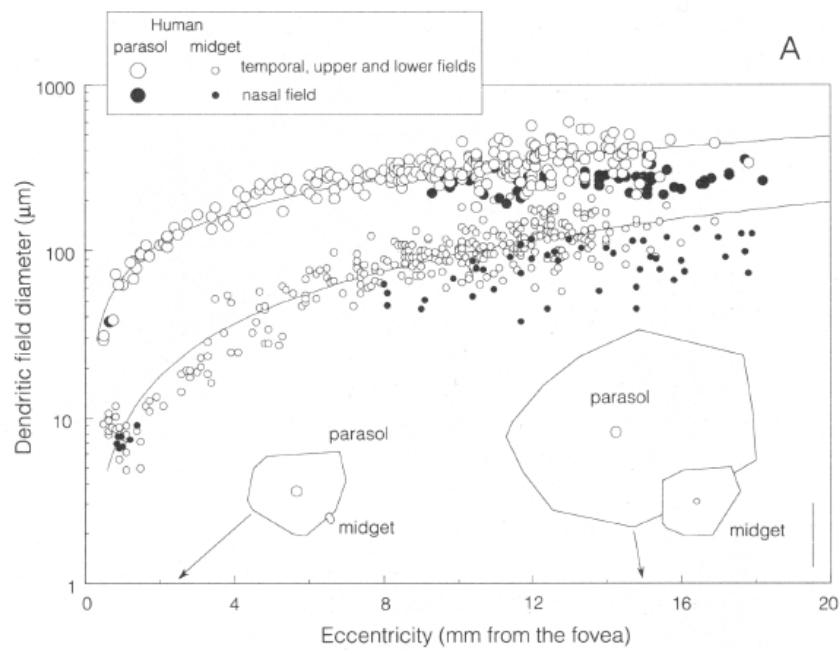 Human
parasol midget
temporal, upper and lower fields
nasal field
A
1000
100
10
1
Dendritic field diameter (µm)
parasol
midget
parasol
midget
0 4 8 12 16 20
Eccentricity (mm from the fovea)